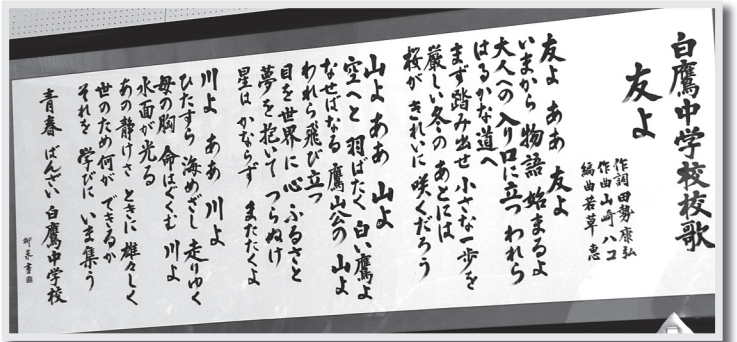 白鷹中学校校歌
友よ
作詞 田勢康弘
作曲 山崎ハコ
編曲 若草 恵
友よ ああ 友よ
いまから 物語 始まるよ
大人への 入り口に立つ われら
はるかな道へ
まず踏み出せ 小さな一歩を
厳しい冬の あとには
桜が きれいに 咲くだろう
山よ ああ 山よ
空へと 羽ばたく 白い鷹よ
なせばなる 鷹山公の 山よ
われら飛び立つ
目を世界に 心 ふるさと
夢を抱いて つらぬけ
星は かならず またたくよ
川よ ああ 川よ
ひたすら 海めざし 走りゆく
母の胸 命はぐくむ 川よ
水面が光る
あの静けさ ときに 雄々しく
世のため何が できるか
それを 学びに いま集う
青春 ばんざい 白鷹中学校